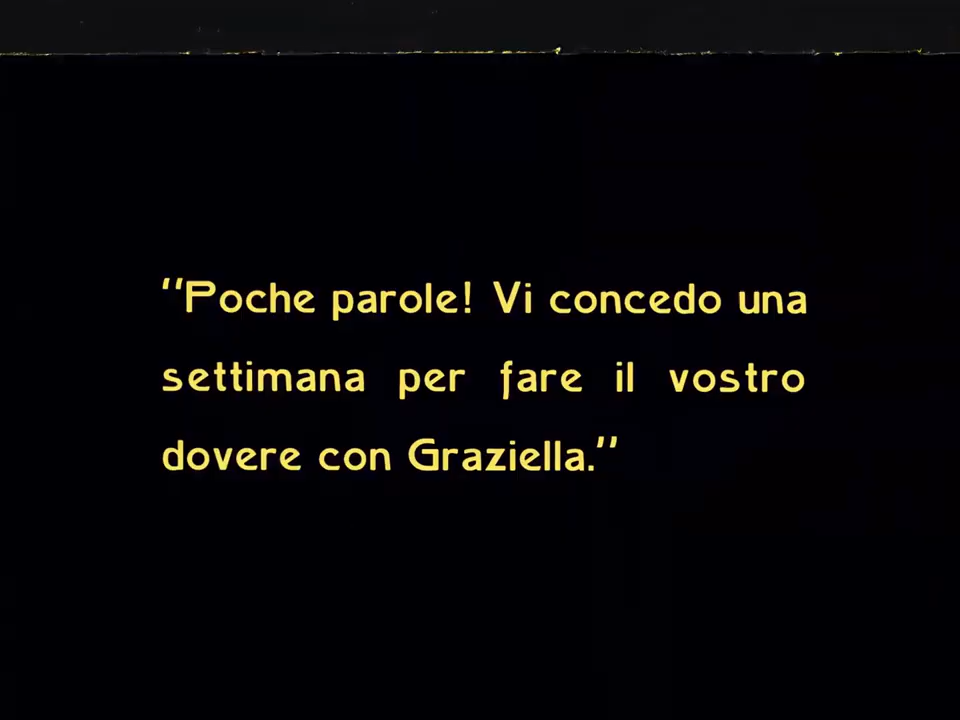 "Poche parole! Vi concedo una
settimana per fare il vostro
dovere con Graziella."